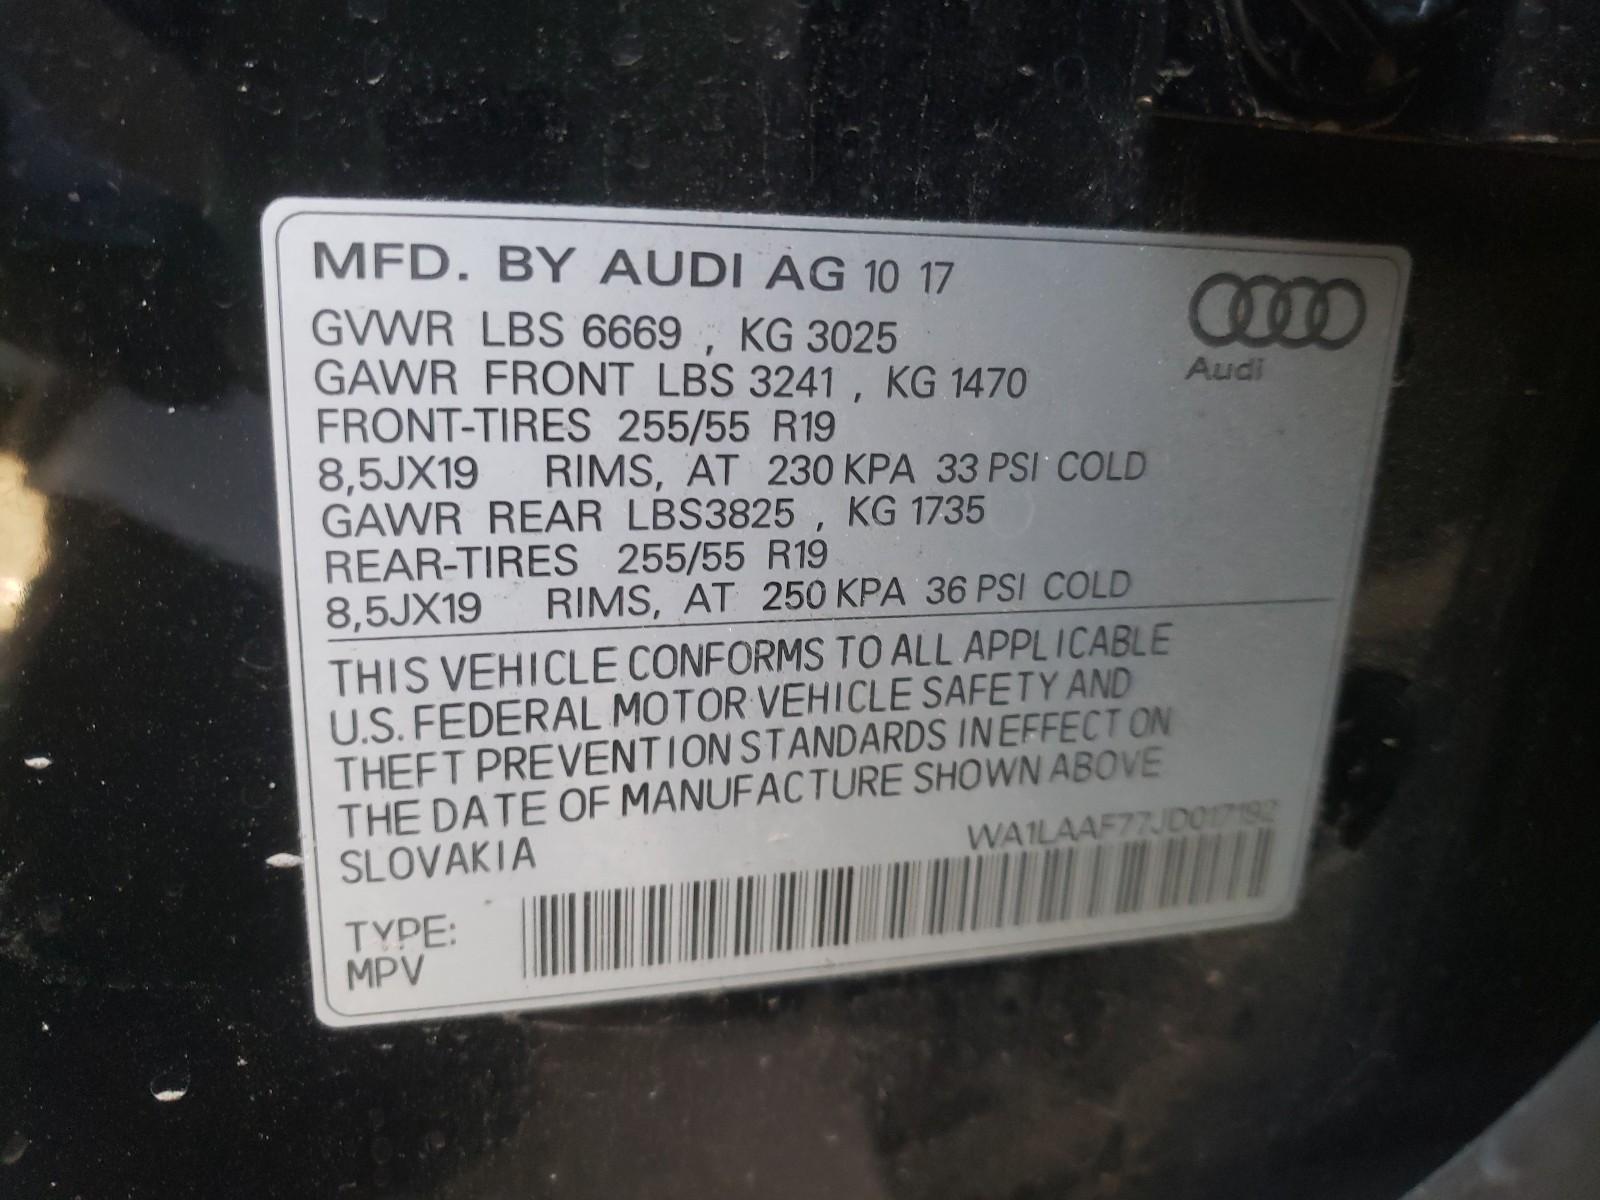 MFD. BY AUDI AG 10 17
GVWR LBS 6669 , KG 3025
GAWR FRONT LBS 3241 , KG 1470
FRONT-TIRES 255/55 R19
8,5JX19 RIMS, AT 230 KPA 33 PSI COLD
GAWR REAR LBS3825 , KG 1735
REAR-TIRES 255/55 R19
8,5JX19 RIMS, AT 250 KPA 36 PSI COLD
Audi
THIS VEHICLE CONFORMS TO ALL APPLICABLE
U.S. FEDERAL MOTOR VEHICLE SAFETY AND
THEFT PREVENTION STANDARDS IN EFFECT ON
THE DATE OF MANUFACTURE SHOWN ABOVE
SLOVAKIA
WA1LAAF77JD017192
TYPE:
MPV